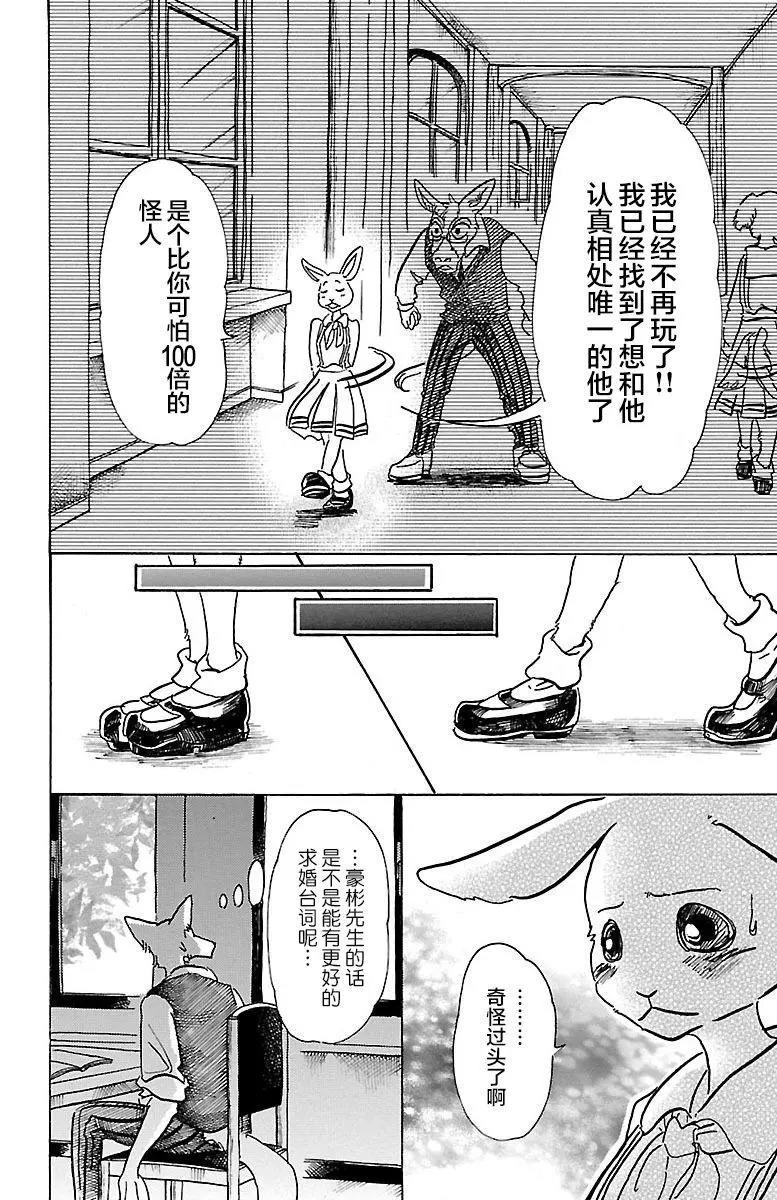 我已经不再玩了!!
我已经找到了想和他
认真相处唯一的他了
是个比你可怕100倍的
怪人
………
奇怪过头了啊
…豪彬先生的话
是不是能有更好的
求婚台词呢…